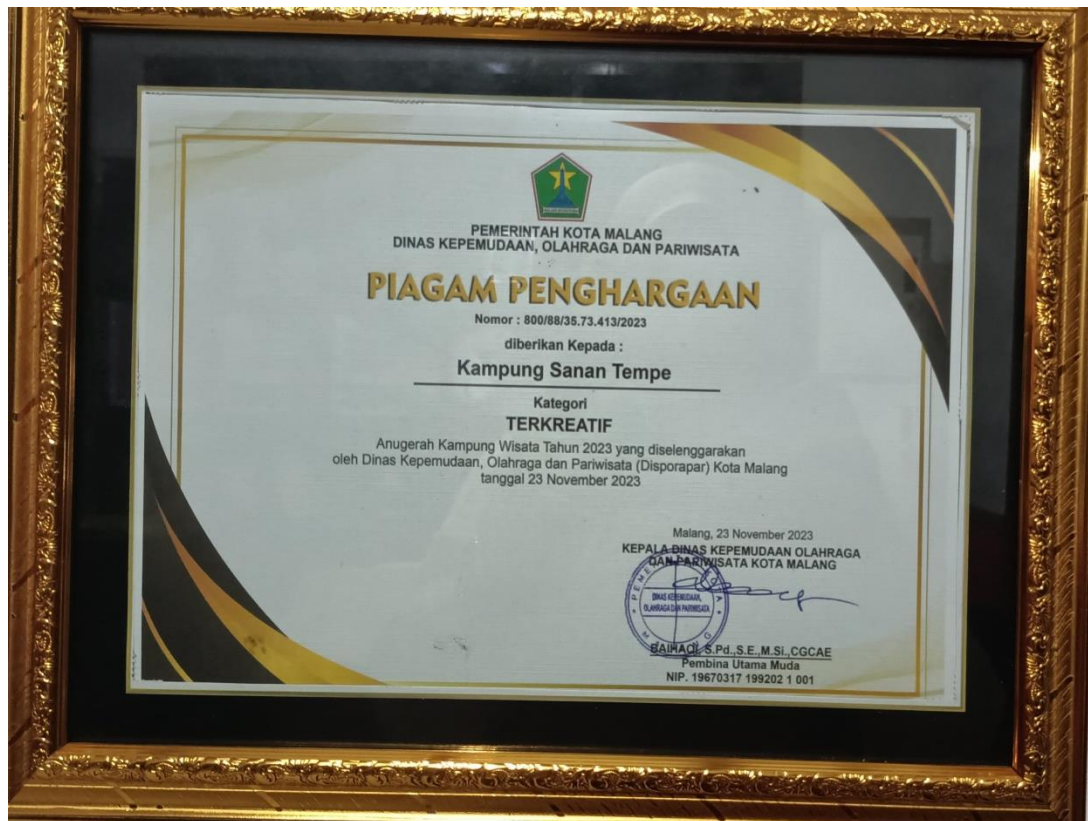 PEMERINTAH KOTA MALANG
DINAS KEPEMUDAAN, OLAHRAGA DAN PARIWISATA
PIAGAM PENGHARGAAN
Nomor : 800/88/35.73.413/2023
diberikan Kepada :
Kampung Sanan Tempe
Kategori
TERKREATIF
Anugerah Kampung Wisata Tahun 2023 yang diselenggarakan
oleh Dinas Kepemudaan, Olahraga dan Pariwisata (Disporapar) Kota Malang
tanggal 23 November 2023
Malang, 23 November 2023
KEPALA DINAS KEPEMUDAAN OLAHRAGA
DAN PARIWISATA KOTA MALANG
DINAS KEPEMUDAAN,
OLAHRAGA DAN PARIWISATA
BAIHAQI, S.Pd.,S.E.,M.Si.,CGCAE
Pembina Utama Muda
NIP. 19670317 199202 1 001